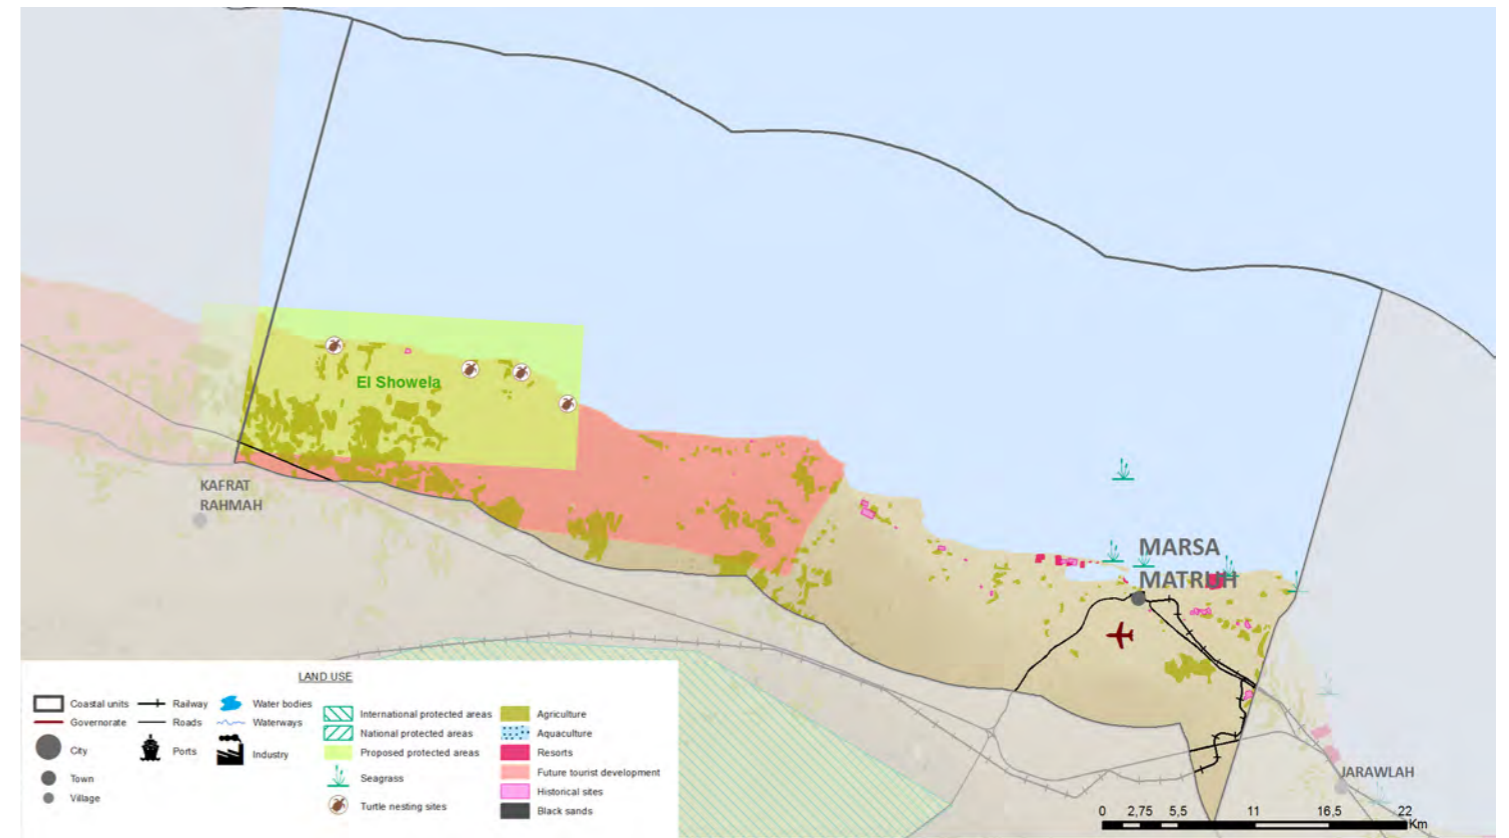 El Showela
KAFRAT
RAHMAH
MARSA
MATRUH
JARAWLAH
0 2,75 5,5 11 16,5 22
Km
LAND USE
Coastal units
Governorate
City
Town
Village
Railway
Roads
Ports
Water bodies
Waterways
Industry
International protected areas
National protected areas
Proposed protected areas
Seagrass
Turtle nesting sites
Agriculture
Aquaculture
Resorts
Future tourist development
Historical sites
Black sands